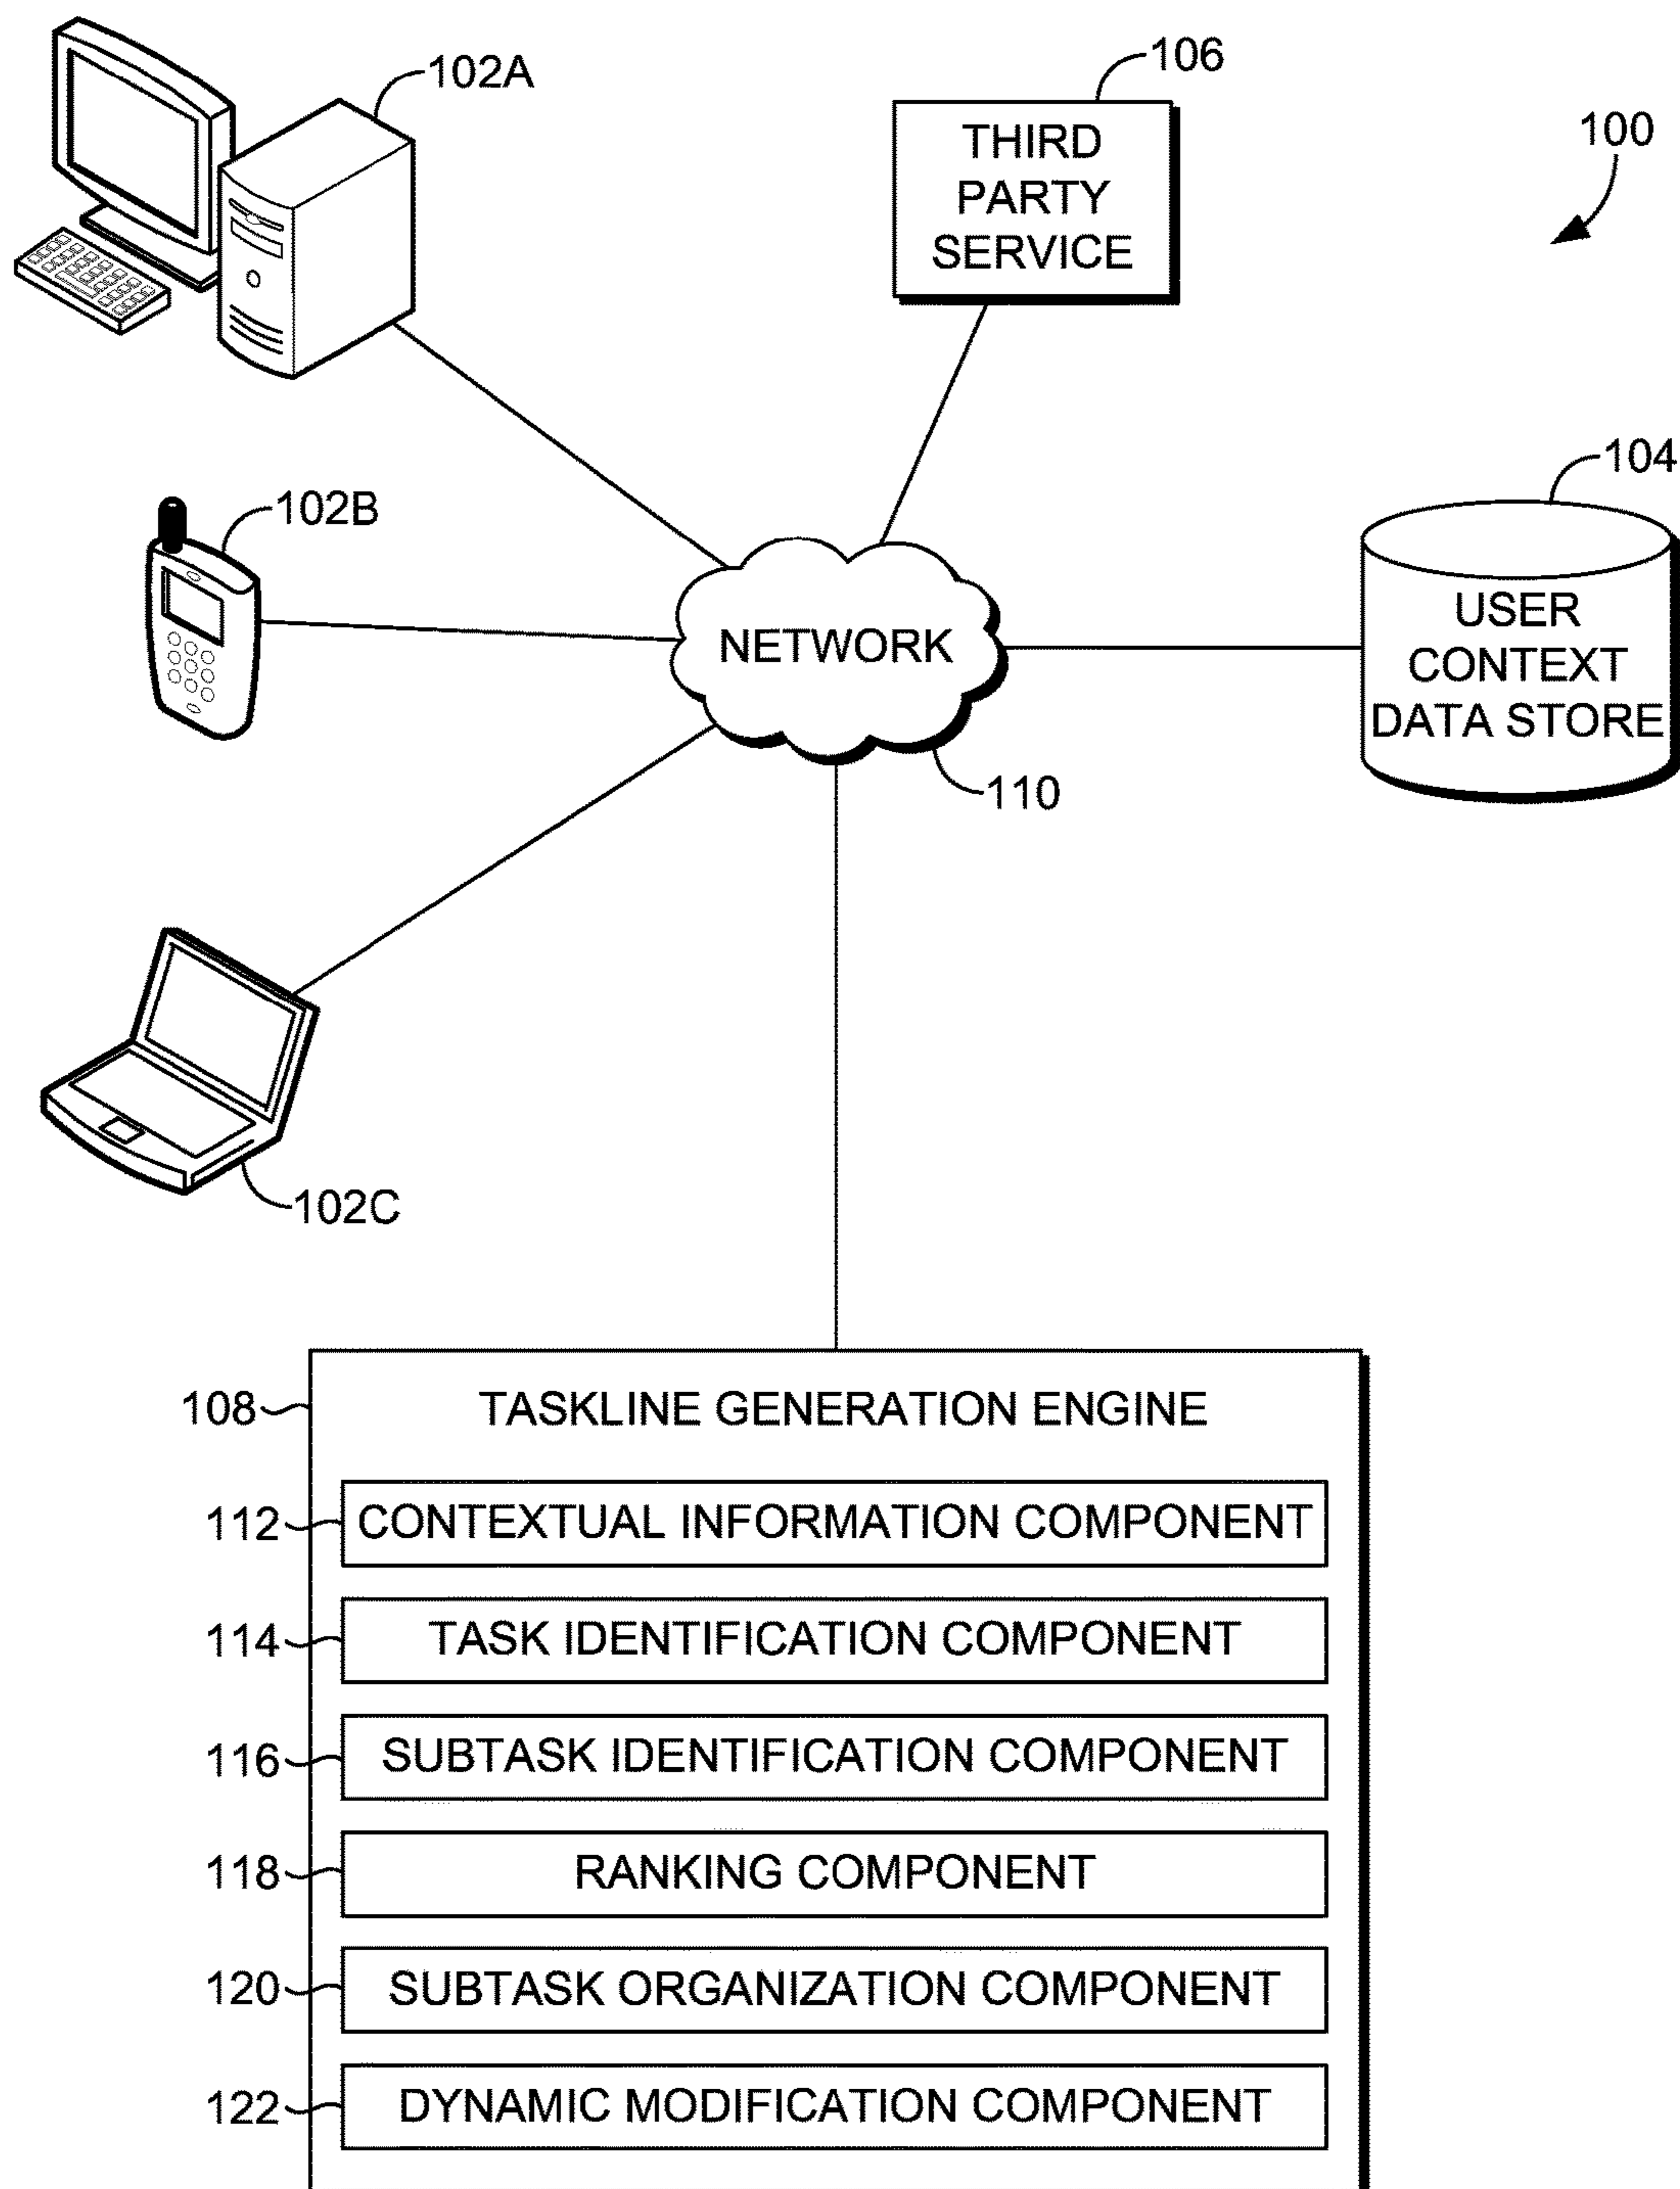 102A
106
THIRD
PARTY
SERVICE
100
102B
104
USER
CONTEXT
DATA STORE
NETWORK
110
102C
108
TASKLINE GENERATION ENGINE
112
CONTEXTUAL INFORMATION COMPONENT
114
TASK IDENTIFICATION COMPONENT
116
SUBTASK IDENTIFICATION COMPONENT
118
RANKING COMPONENT
120
SUBTASK ORGANIZATION COMPONENT
122
DYNAMIC MODIFICATION COMPONENT